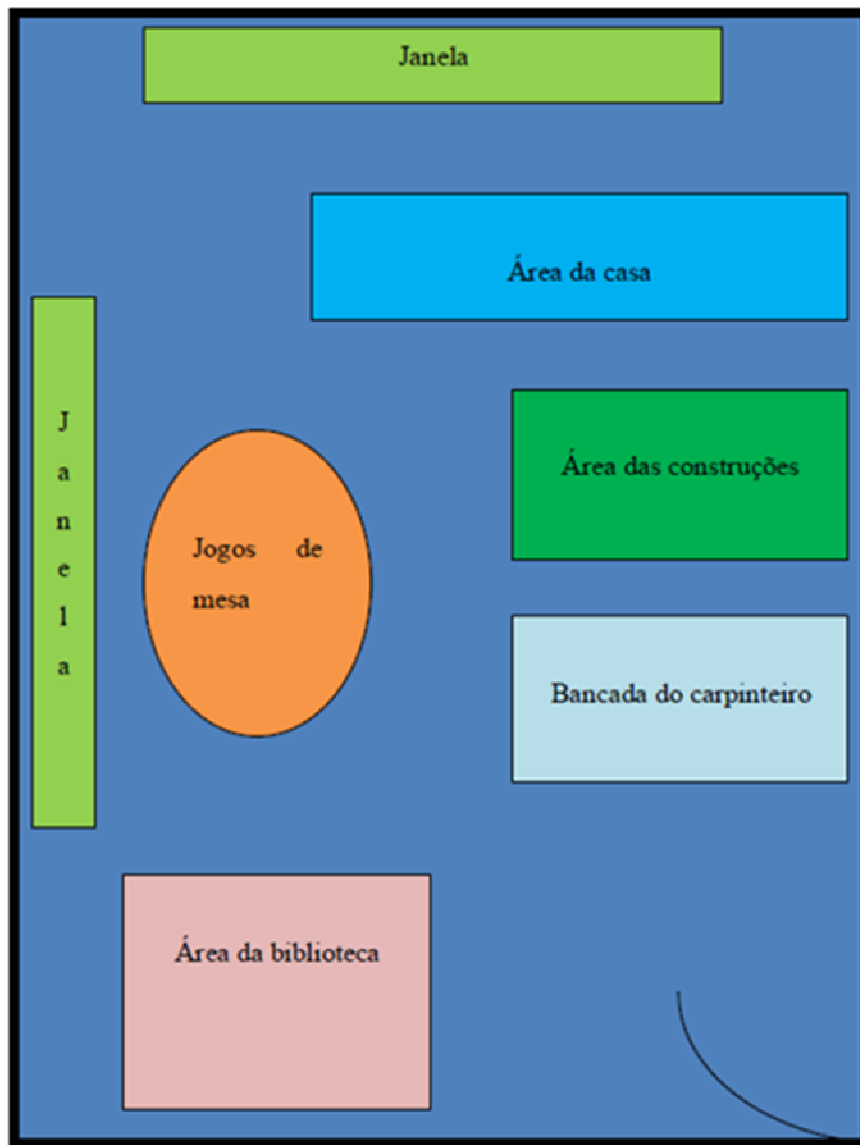 Janela
Área da casa
J
a
n
e
l
a
Área das construções
Jogos de
mesa
Bancada do carpinteiro
Área da biblioteca